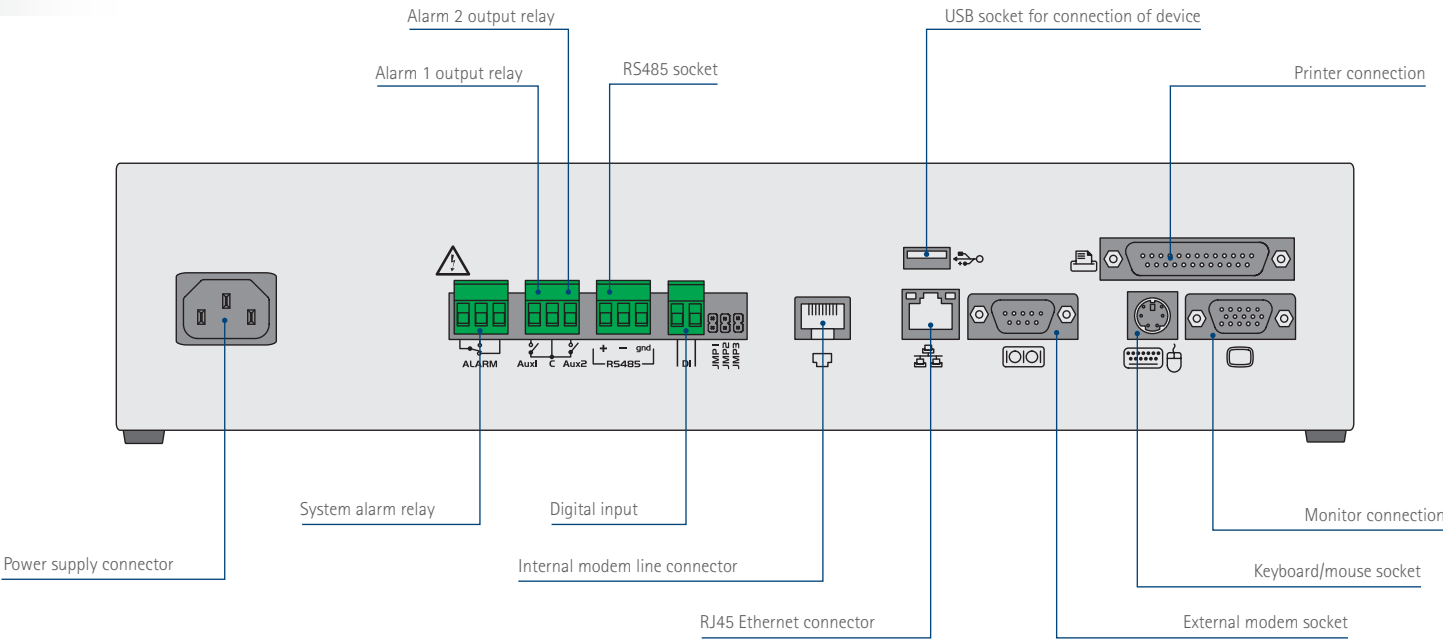 Alarm 2 output relay
USB socket for connection of device
Alarm 1 output relay
RS485 socket
Printer connection
ALARM
Aux1 C Aux2
+ − gnd
RS485
DI
JMP1
JMP2
JMP3
IOIOI
System alarm relay
Digital input
Monitor connection
Power supply connector
Internal modem line connector
Keyboard/mouse socket
RJ45 Ethernet connector
External modem socket